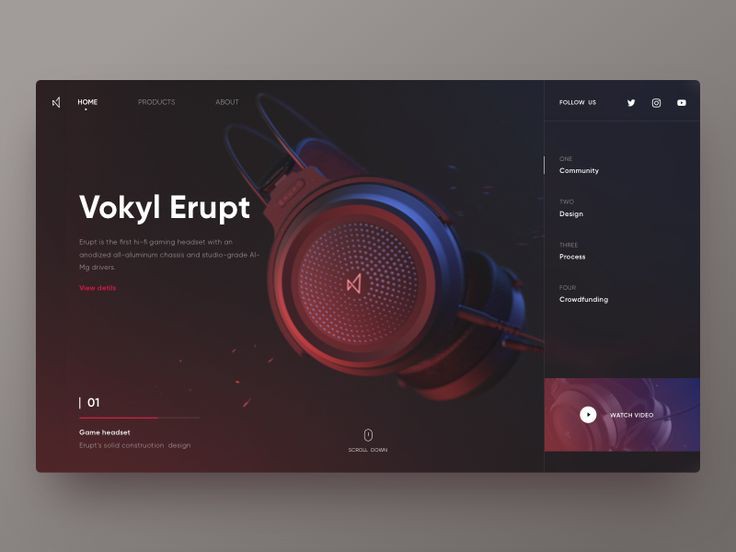 HOME
PRODUCTS
ABOUT
FOLLOW US
Vokyl Erupt
Erupt is the first hi-fi gaming headset with an
anodized all-aluminum chassis and studio-grade Al-
Mg drivers.
View detils
01
Game headset
Erupt's solid construotion design
SCROLL DOWN
ONE
Community
TWO
Design
THREE
Process
FOUR
Crowdfunding
WATCH VIDEO